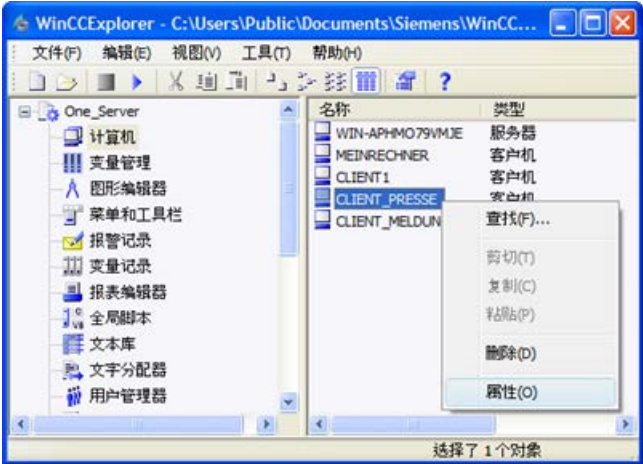 WinCCExplorer - C:\Users\Public\Documents\Siemens\WinCC...
文件(F) 编辑(E) 视图(V) 工具(T) 帮助(H)
One_Server
计算机
变量管理
图形编辑器
菜单和工具栏
报警记录
变量记录
报表编辑器
全局脚本
文本库
文字分配器
用户管理器
名称 类型
WIN-APHMO79VMJE 服务器
MEINRECHNER 客户机
CLIENT1 客户机
CLIENT_PRESSE 客户机
CLIENT_MELDUN
查找(F)...
剪切(T)
复制(C)
粘贴(P)
删除(D)
属性(O)
选择了 1 个对象